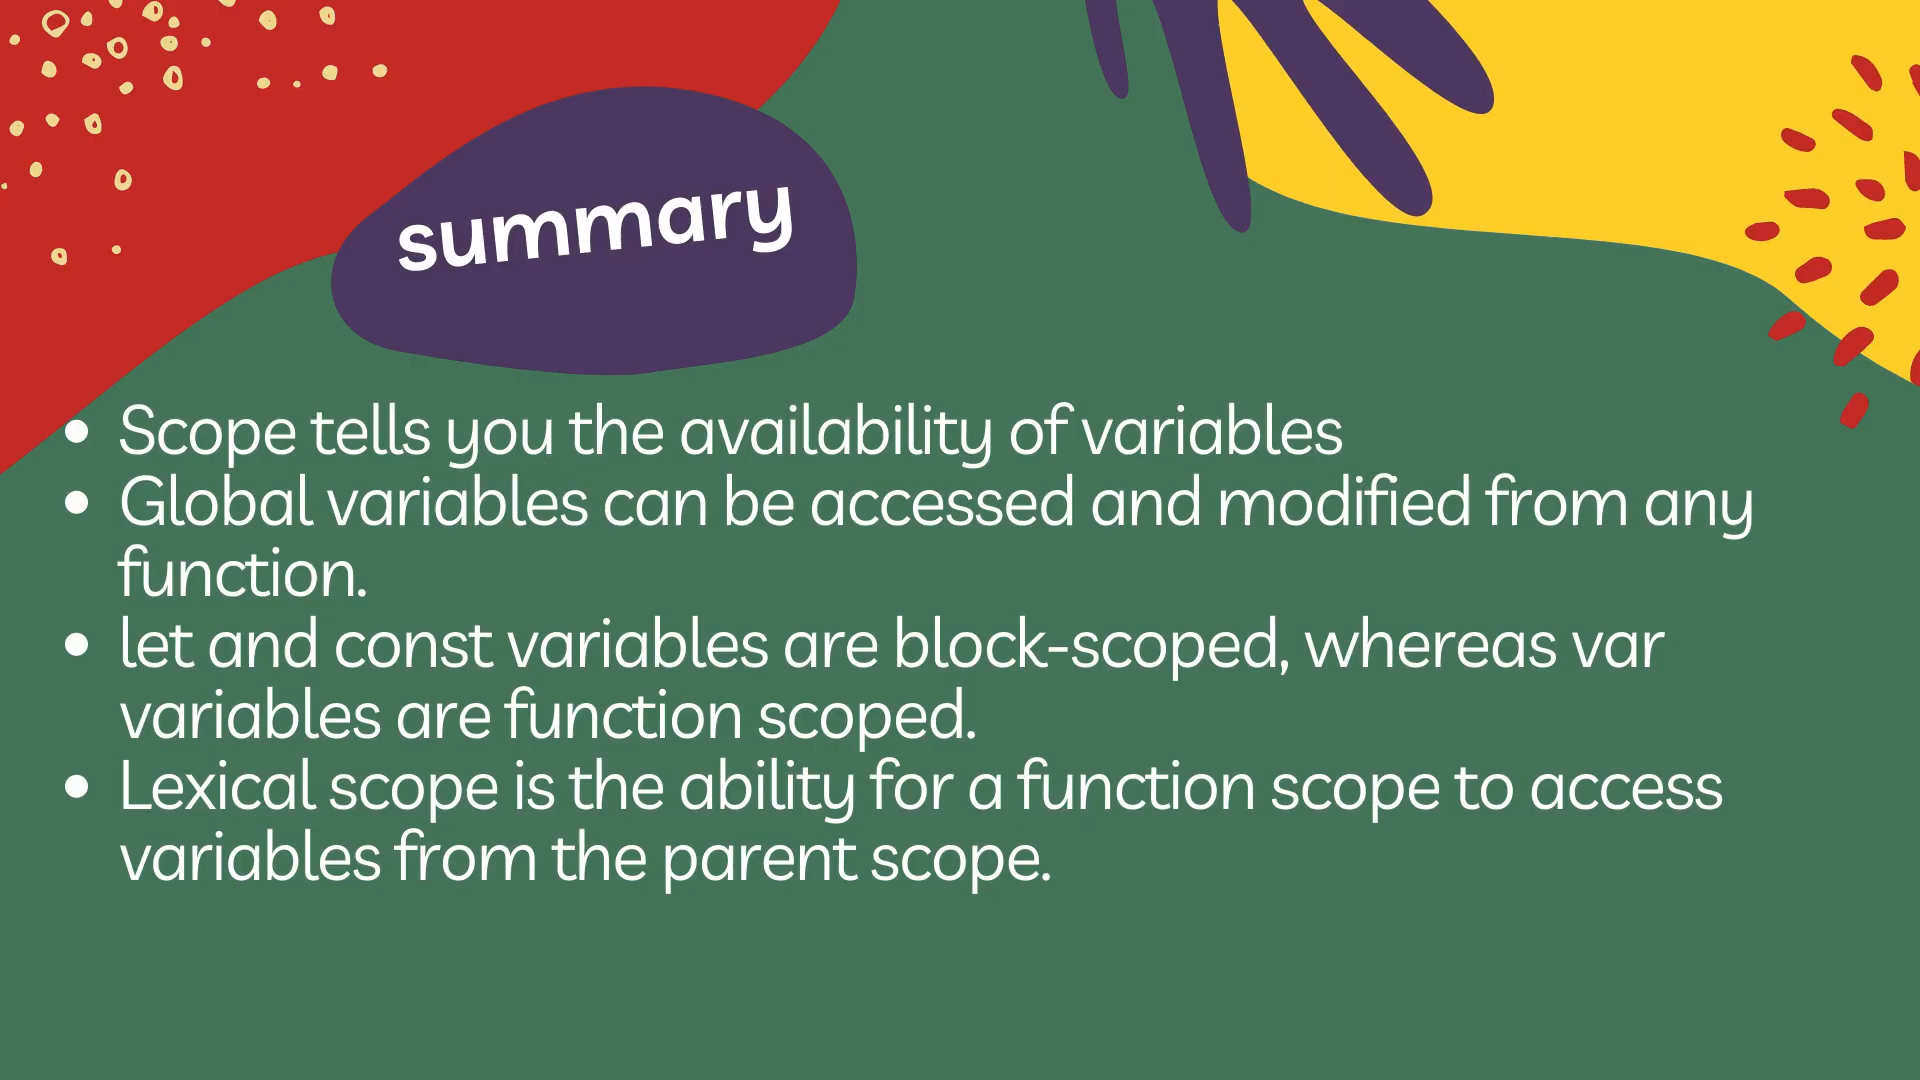 summary
• Scope tells you the availability of variables
• Global variables can be accessed and modified from any
function.
• let and const variables are block-scoped, whereas var
variables are function scoped.
• Lexical scope is the ability for a function scope to access
variables from the parent scope.